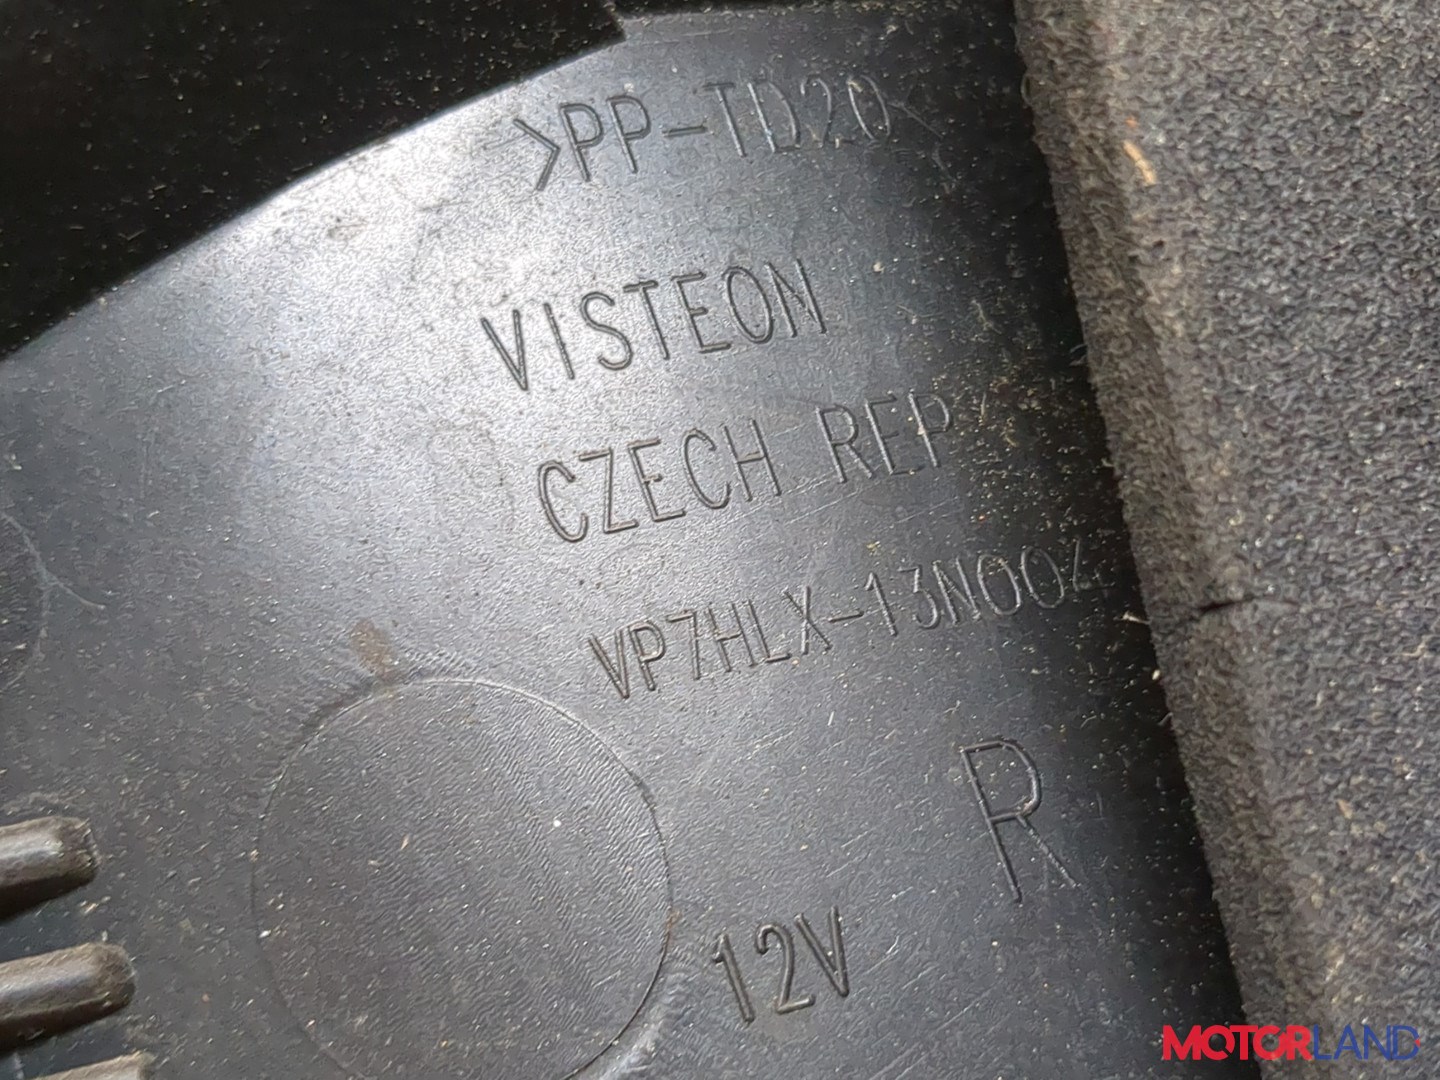 >PP-TD20<
VISTEON
CZECH REP
VP7HLX-13N004
R
12V
MOTORLAND